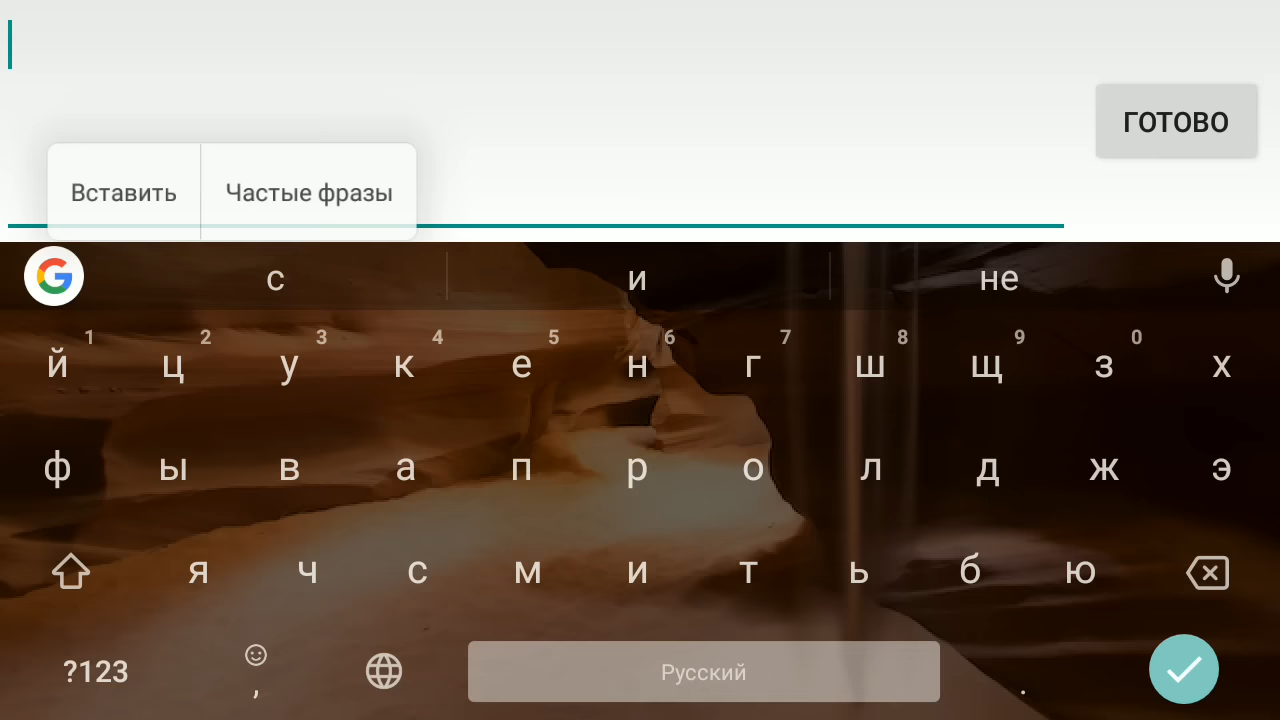 ГОТОВО
Вставить Частые фразы
с и не
1 2 3 4 5 6 7 8 9 0
й ц у к е н г ш щ з х
ф ы в а п р о л д ж э
я ч с м и т ь б ю
?123 , Русский .